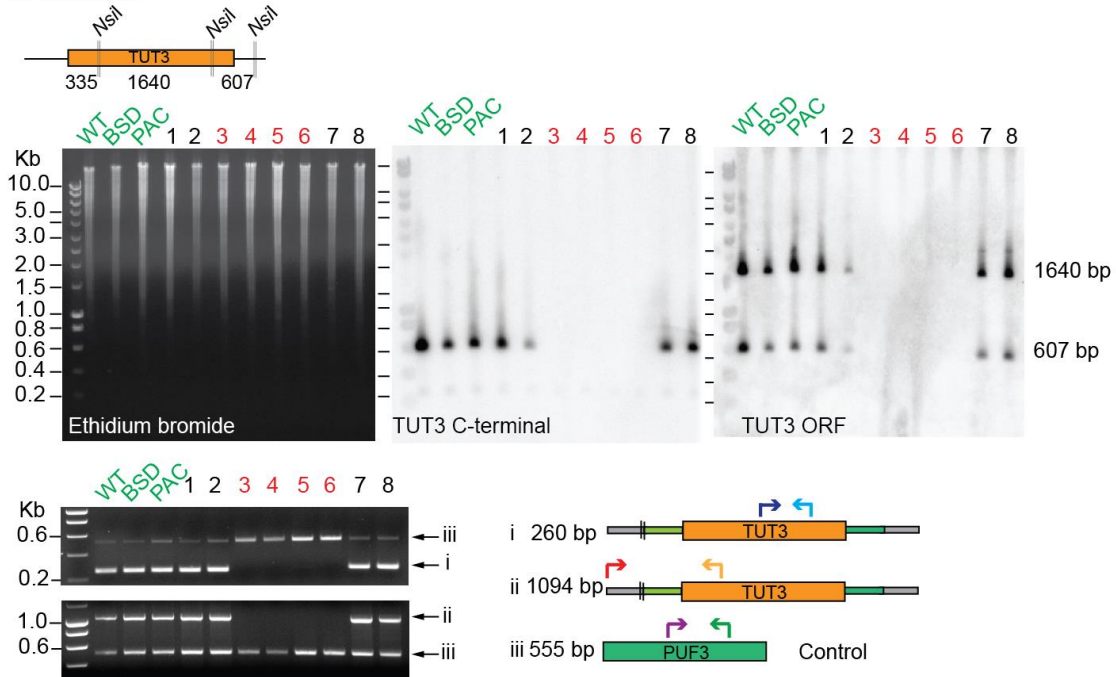 NsiI NsiI NsiI
TUT3
335 1640 607
WT BSD PAC 1 2 3 4 5 6 7 8
WT BSD PAC 1 2 3 4 5 6 7 8
WT BSD PAC 1 2 3 4 5 6 7 8
Kb
10.0
5.0
4.0
3.0
2.0
1.5
1.0
0.8
0.6
0.4
0.2
Ethidium bromide
TUT3 C-terminal
TUT3 ORF
1640 bp
607 bp
WT BSD PAC 1 2 3 4 5 6 7 8
Kb
0.6
0.2
iii
i
1.0
0.6
ii
iii
i 260 bp TUT3
ii 1094 bp TUT3
iii 555 bp PUF3 Control